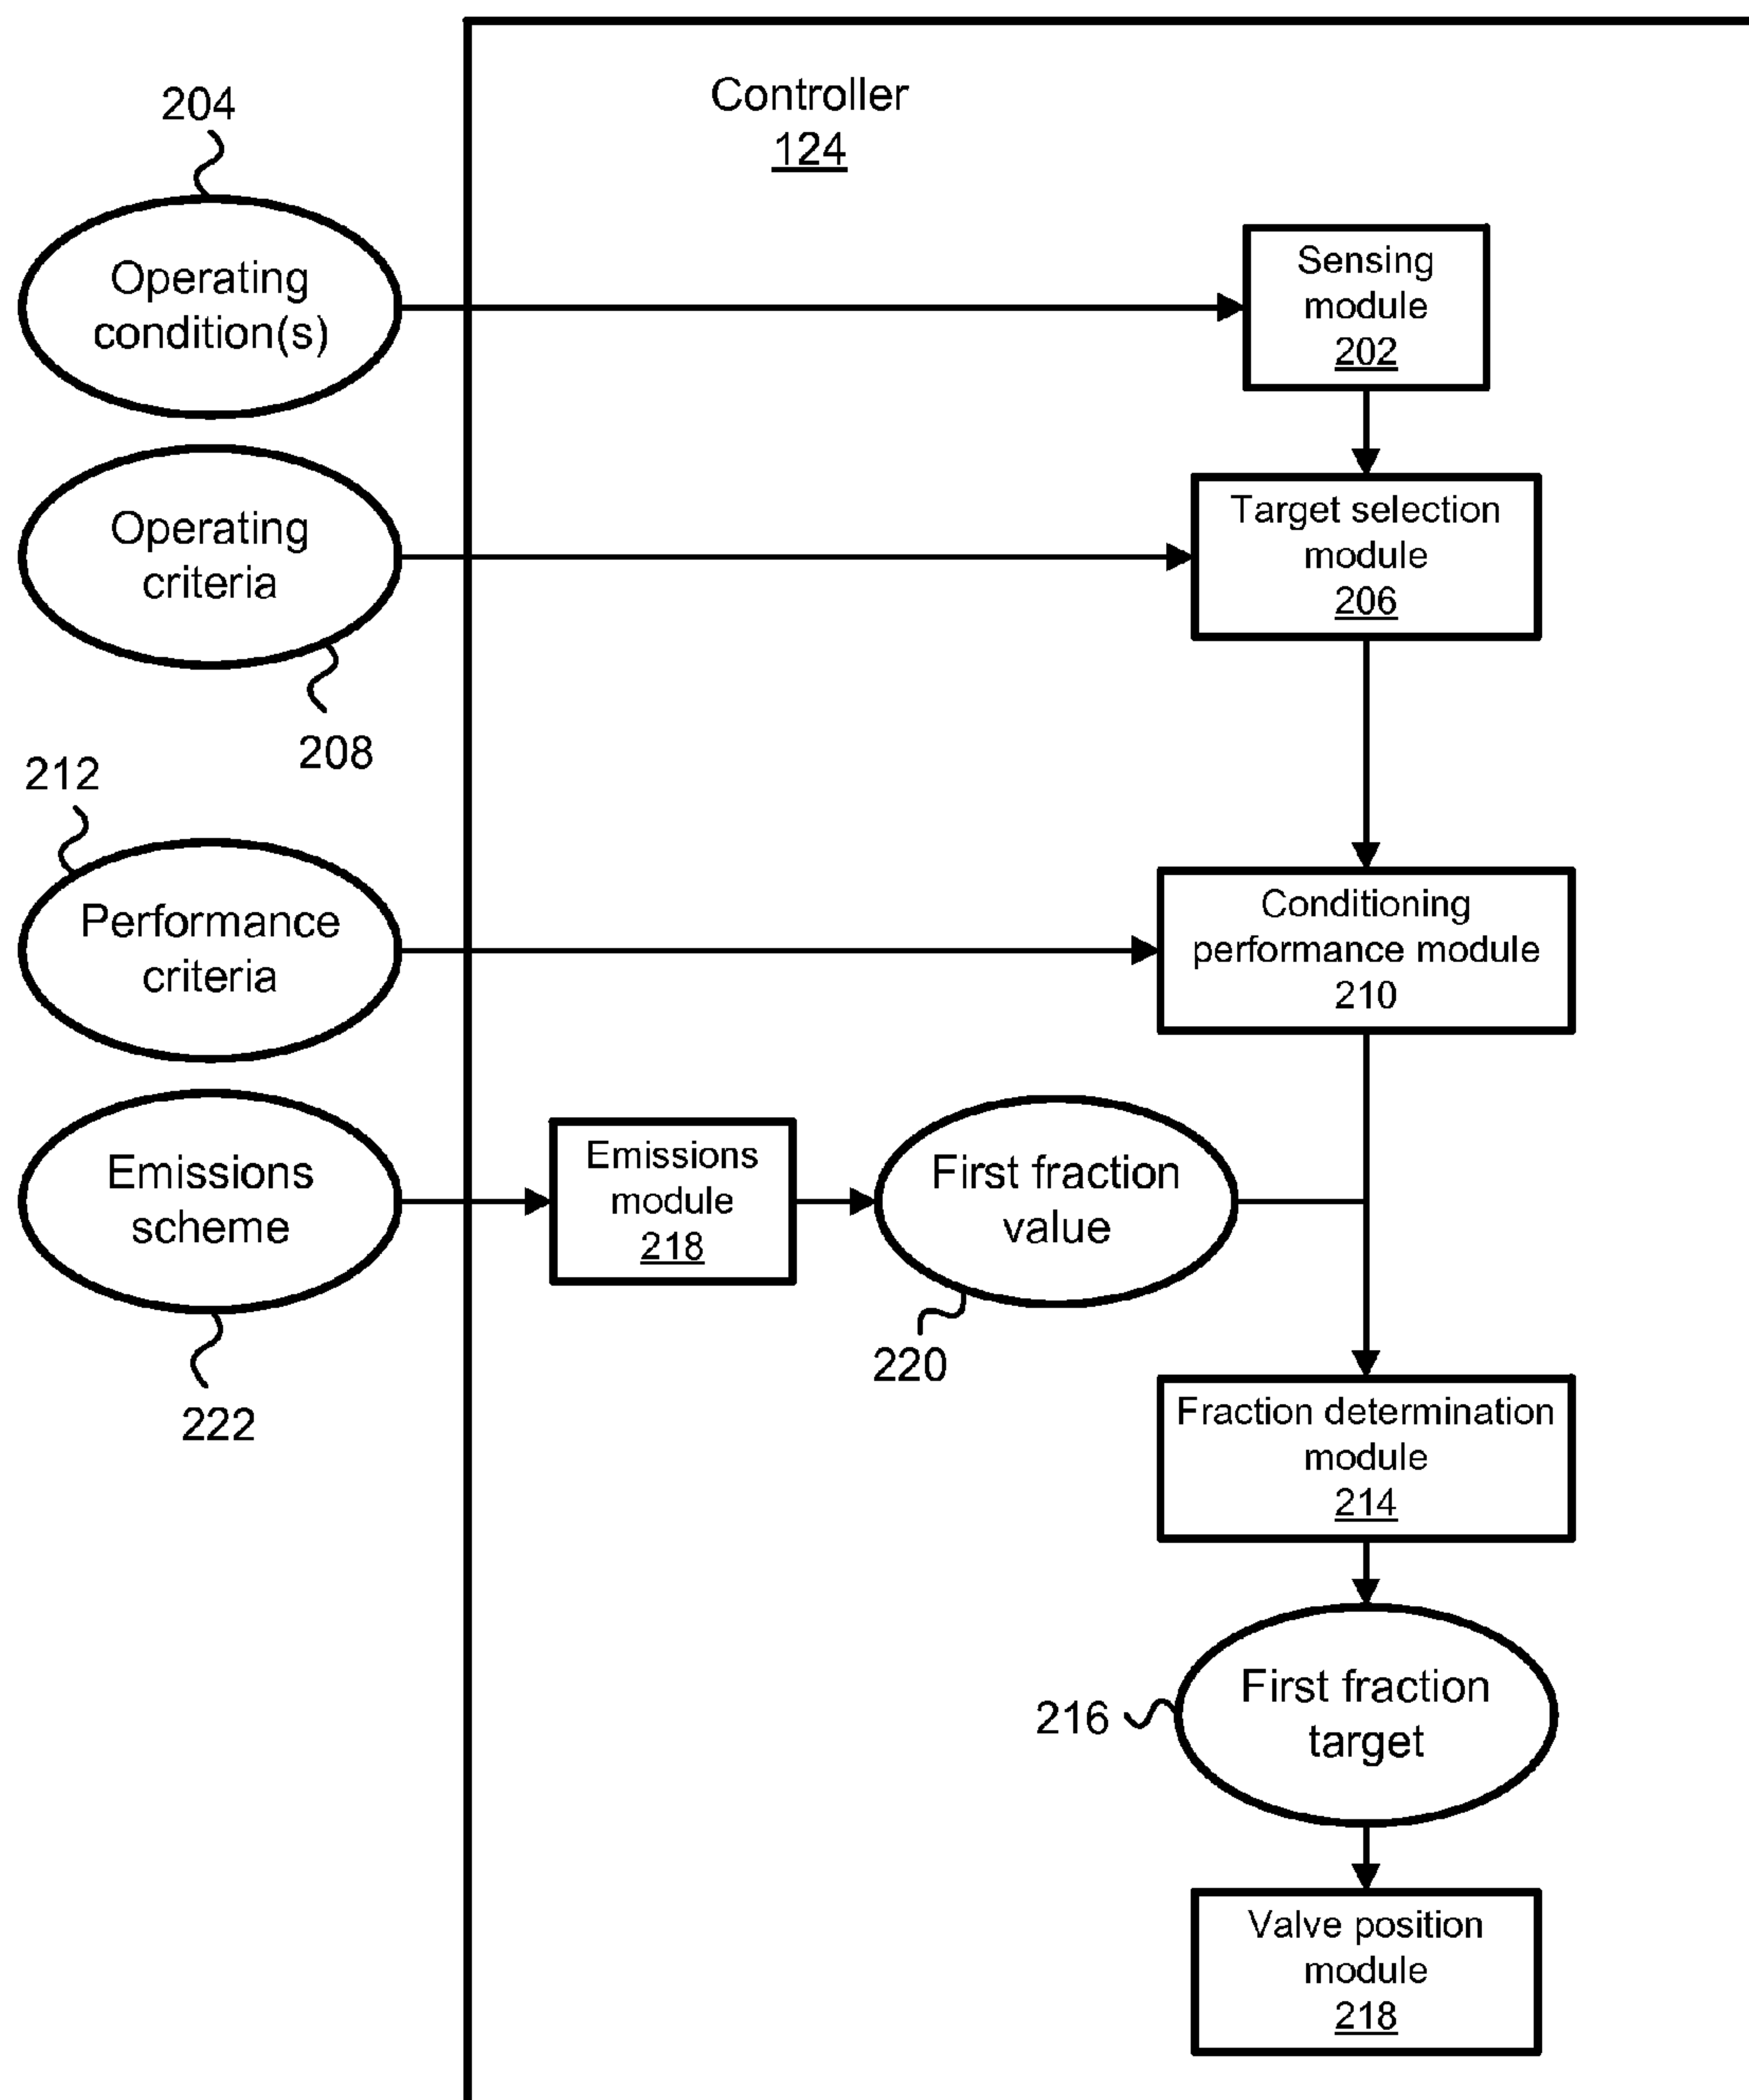 Controller
124
204
Operating
condition(s)
Sensing
module
202
Operating
criteria
208
Target selection
module
206
212
Performance
criteria
Conditioning
performance module
210
Emissions
scheme
222
Emissions
module
218
First fraction
value
220
Fraction determination
module
214
216
First fraction
target
Valve position
module
218